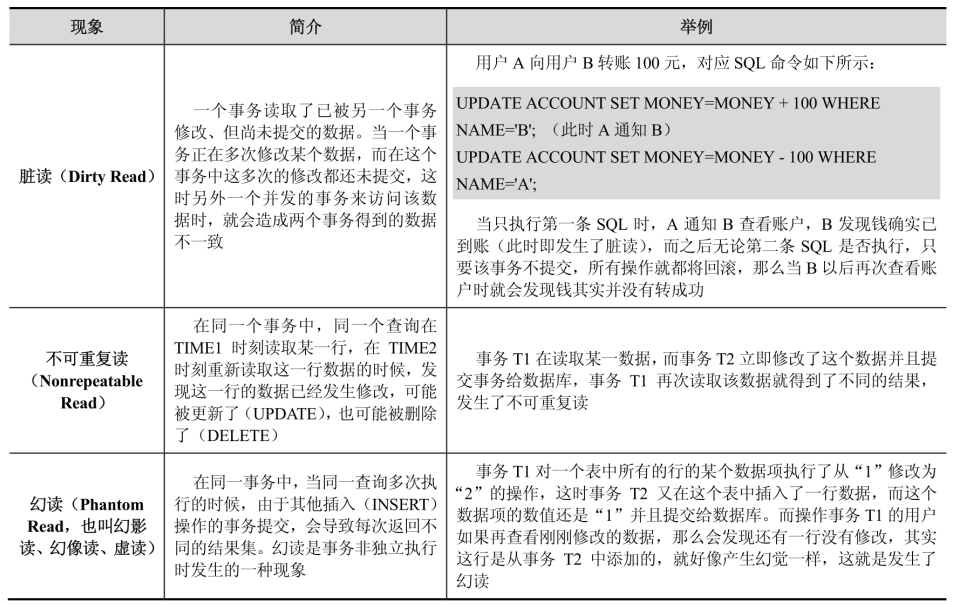 现象
简介
举例
脏读（Dirty Read）
一个事务读取了已被另一个事务
修改、但尚未提交的数据。当一个事
务正在多次修改某个数据，而在这个
事务中这多次的修改都还未提交，这
时另外一个并发的事务来访问该数
据时，就会造成两个事务得到的数据
不一致
用户 A 向用户 B 转账 100 元，对应 SQL 命令如下所示：
UPDATE ACCOUNT SET MONEY=MONEY + 100 WHERE
NAME='B'; （此时 A 通知 B）
UPDATE ACCOUNT SET MONEY=MONEY - 100 WHERE
NAME='A';
当只执行第一条 SQL 时，A 通知 B 查看账户，B 发现钱确实已
到账（此时即发生了脏读），而之后无论第二条 SQL 是否执行，只
要该事务不提交，所有操作就都将回滚，那么当 B 以后再次查看账
户时就会发现钱其实并没有转成功
不可重复读
（Nonrepeatable
Read）
在同一个事务中，同一个查询在
TIME1 时刻读取某一行，在 TIME2
时刻重新读取这一行数据的时候，发
现这一行的数据已经发生修改，可能
被更新了（UPDATE），也可能被删除
了（DELETE）
事务 T1 在读取某一数据，而事务 T2 立即修改了这个数据并且提
交事务给数据库，事务 T1 再次读取该数据就得到了不同的结果，
发生了不可重复读
幻读（Phantom
Read，也叫幻影
读、幻像读、虚读）
在同一事务中，当同一查询多次执
行的时候，由于其他插入（INSERT）
操作的事务提交，会导致每次返回不
同的结果集。幻读是事务非独立执行
时发生的一种现象
事务 T1 对一个表中所有的行的某个数据项执行了从“1”修改为
“2”的操作，这时事务 T2 又在这个表中插入了一行数据，而这个
数据项的数值还是“1”并且提交给数据库。而操作事务 T1 的用户
如果再查看刚刚修改的数据，那么会发现还有一行没有修改，其实
这行是从事务 T2 中添加的，就好像产生幻觉一样，这就是发生了
幻读